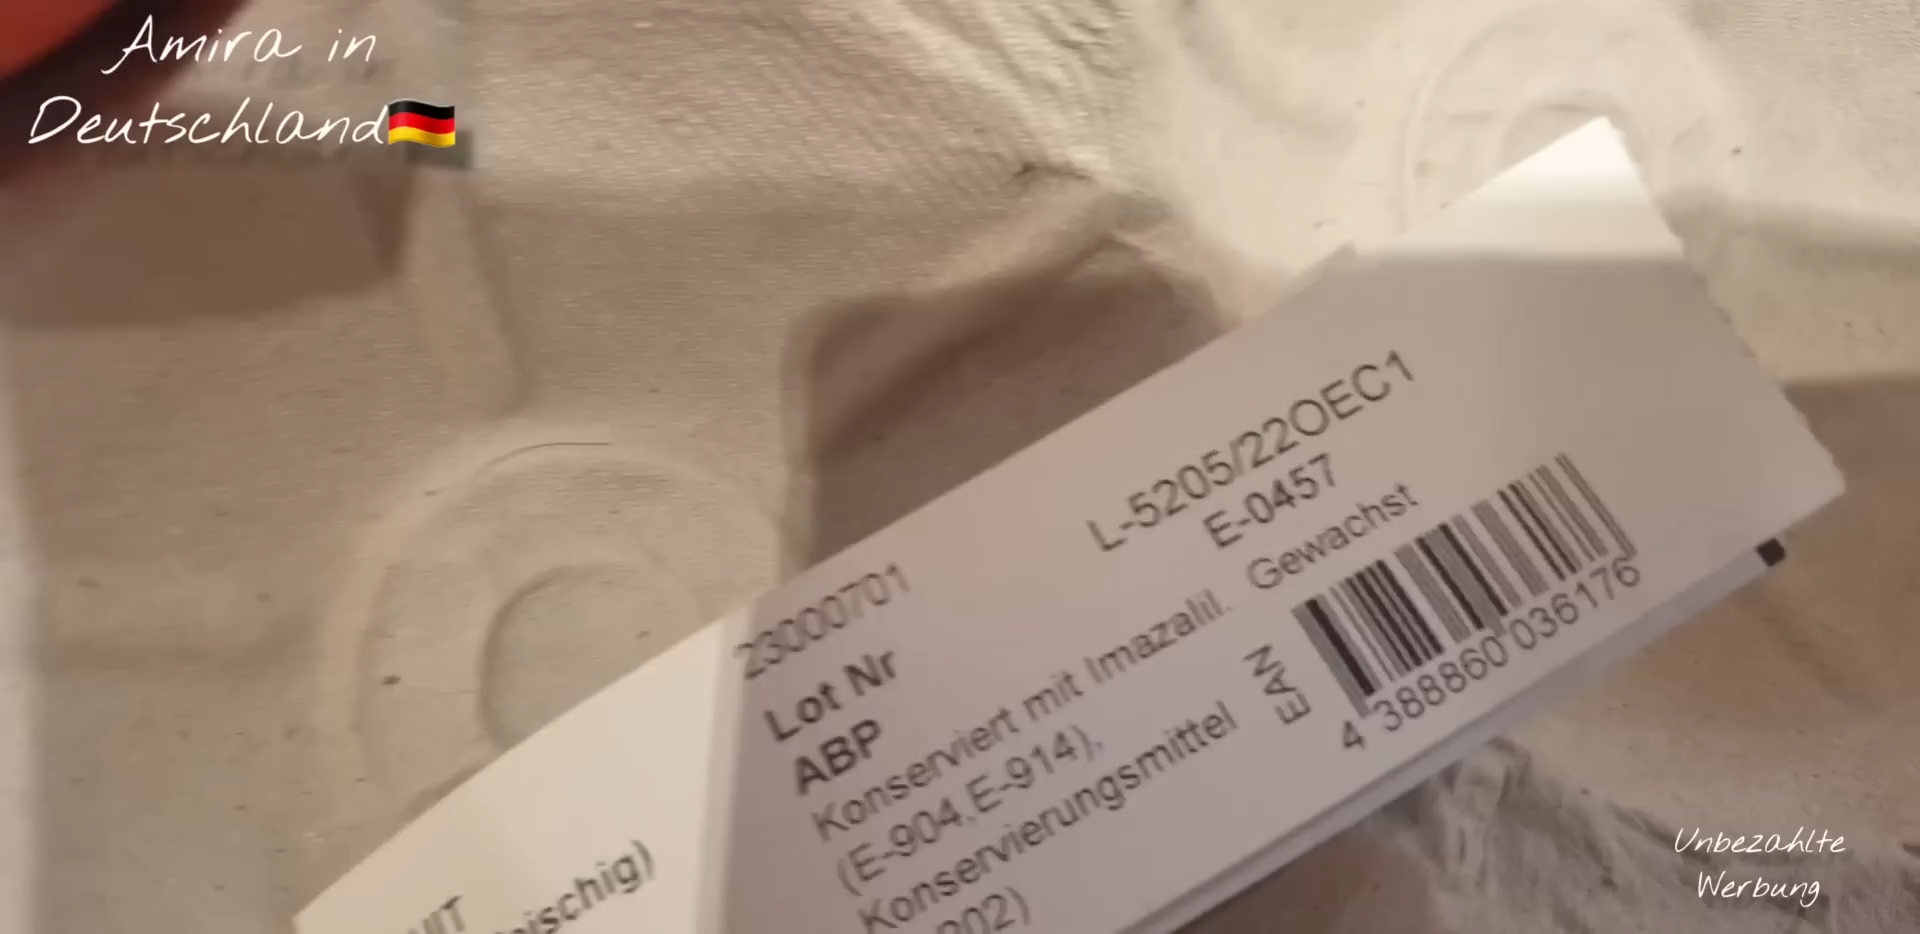 Amira in
Deutschland🇩🇪
L-5205/22OEC1
E-0457
23000701
Lot Nr
ABP
Konserviert mit Imazalil. Gewachst
(E-904,E-914),
Konservierungsmittel
EAN
4 388860 036176
Unbezahlte
Werbung